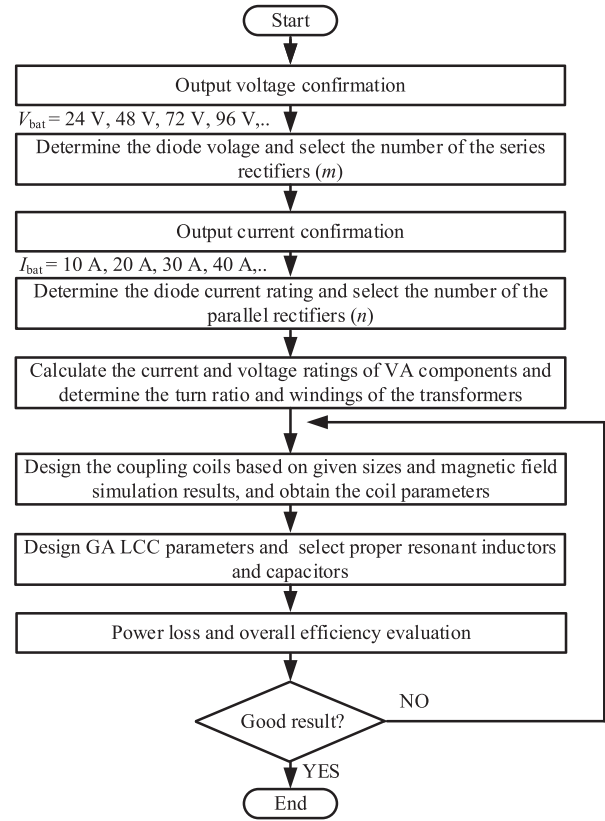 Start
Output voltage confirmation
Vbat = 24 V, 48 V, 72 V, 96 V,..
Determine the diode volage and select the number of the series
rectifiers (m)
Output current confirmation
Ibat = 10 A, 20 A, 30 A, 40 A,..
Determine the diode current rating and select the number of the
parallel rectifiers (n)
Calculate the current and voltage ratings of VA components and
determine the turn ratio and windings of the transformers
Design the coupling coils based on given sizes and magnetic field
simulation results, and obtain the coil parameters
Design GA LCC parameters and select proper resonant inductors
and capacitors
Power loss and overall efficiency evaluation
Good result?
NO
YES
End